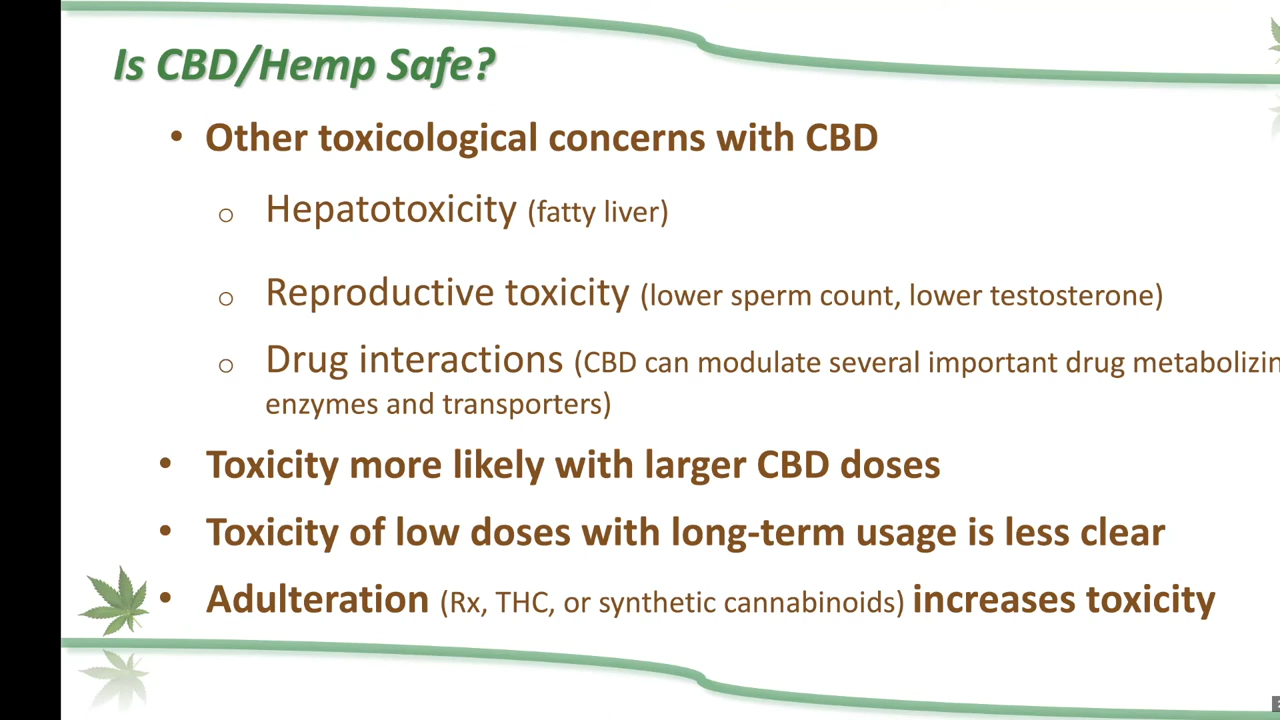 Is CBD/Hemp Safe?
• Other toxicological concerns with CBD
o Hepatotoxicity (fatty liver)
o Reproductive toxicity (lower sperm count, lower testosterone)
o Drug interactions (CBD can modulate several important drug metabolizin
enzymes and transporters)
• Toxicity more likely with larger CBD doses
• Toxicity of low doses with long-term usage is less clear
• Adulteration (Rx, THC, or synthetic cannabinoids) increases toxicity